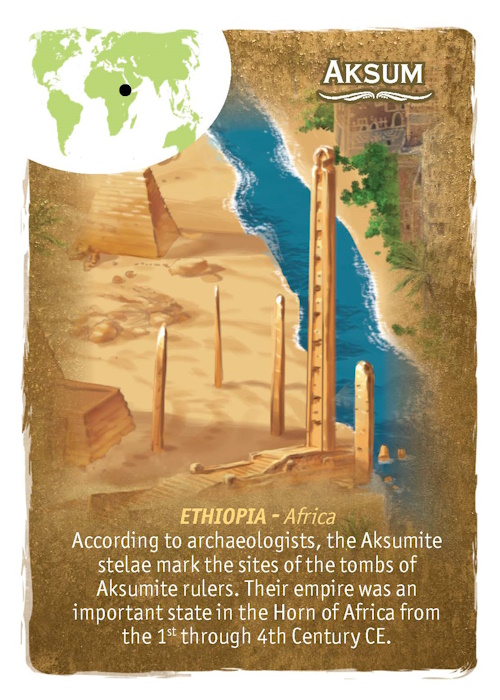 AKSUM
ETHIOPIA - Africa
According to archaeologists, the Aksumite
stelae mark the sites of the tombs of
Aksumite rulers. Their empire was an
important state in the Horn of Africa from
the 1st through 4th Century CE.